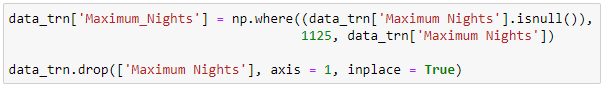 data_trn['Maximum_Nights'] = np.where((data_trn['Maximum Nights'].isnull()),
1125, data_trn['Maximum Nights'])
data_trn.drop(['Maximum Nights'], axis = 1, inplace = True)